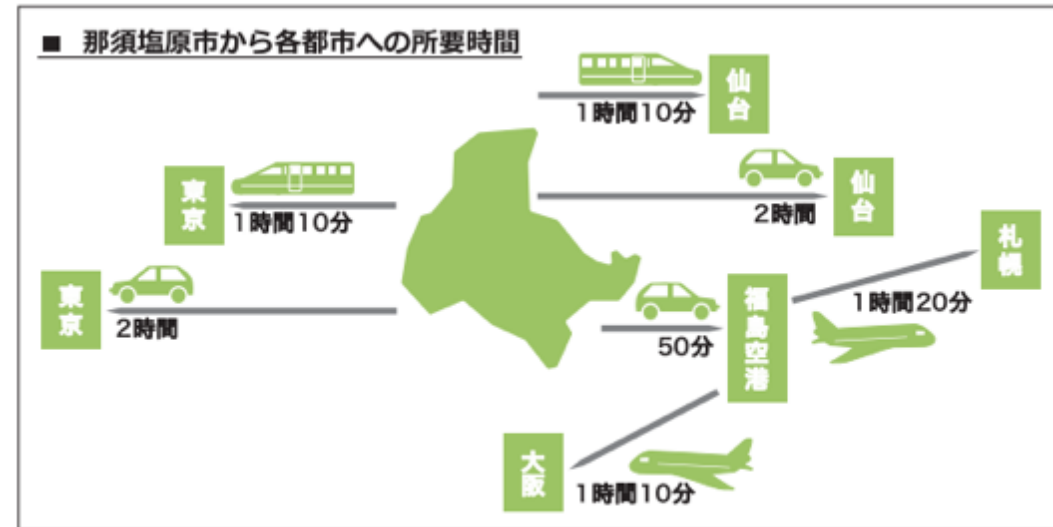 ■ 那須塩原市から各都市への所要時間
仙台
1時間10分
東京
1時間10分
仙台
2時間
札幌
1時間20分
東京
2時間
福島空港
50分
大阪
1時間10分